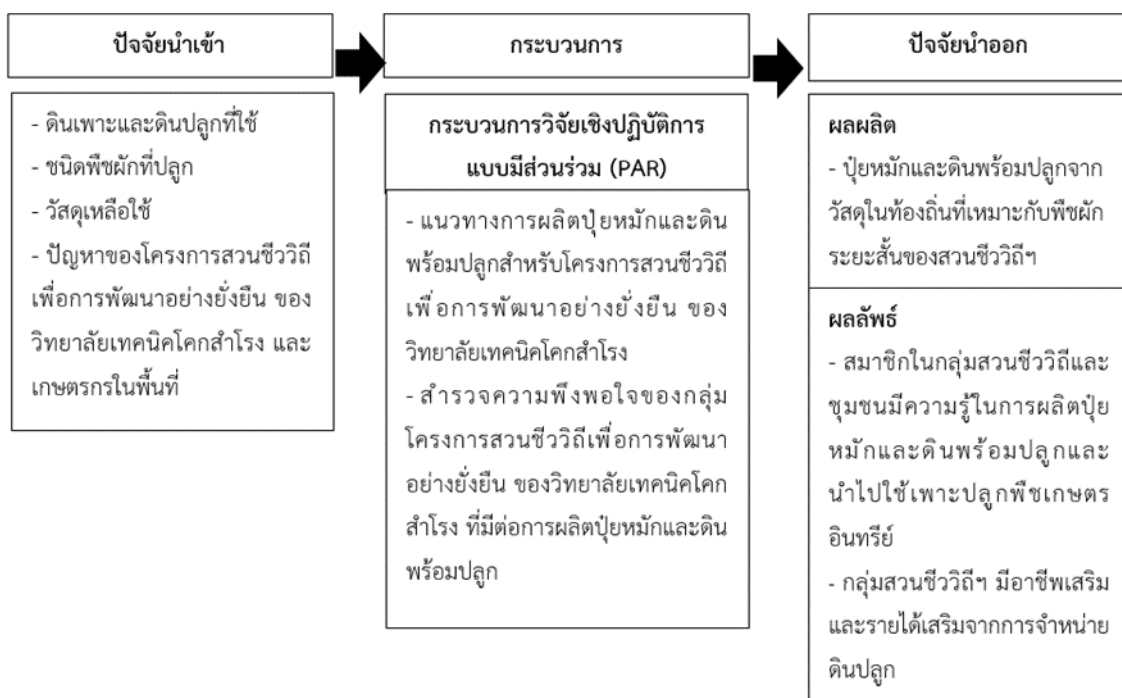 ปัจจัยนำเข้า
- ดินเพาะและดินปลูกที่ใช้
- ชนิดพืชผักที่ปลูก
- วัสดุเหลือใช้
- ปัญหาของโครงการสวนชีววิถี
เพื่อการพัฒนาอย่างยั่งยืน ของ
วิทยาลัยเทคนิคโคกสำโรง และ
เกษตรกรในพื้นที่
กระบวนการ
กระบวนการวิจัยเชิงปฏิบัติการ
แบบมีส่วนร่วม (PAR)
- แนวทางการผลิตปุ๋ยหมักและดิน
พร้อมปลูกสำหรับโครงการสวนชีววิถี
เพื่อการพัฒนาอย่างยั่งยืน ของ
วิทยาลัยเทคนิคโคกสำโรง
- สำรวจความพึงพอใจของกลุ่ม
โครงการสวนชีววิถีเพื่อการพัฒนา
อย่างยั่งยืน ของวิทยาลัยเทคนิคโคก
สำโรง ที่มีต่อการผลิตปุ๋ยหมักและดิน
พร้อมปลูก
ปัจจัยนำออก
ผลผลิต
- ปุ๋ยหมักและดินพร้อมปลูกจาก
วัสดุในท้องถิ่นที่เหมาะกับพืชผัก
ระยะสั้นของสวนชีววิถีฯ
ผลลัพธ์
- สมาชิกในกลุ่มสวนชีววิถีและ
ชุมชนมีความรู้ในการผลิตปุ๋ย
หมักและดินพร้อมปลูกและ
นำไปใช้เพาะปลูกพืชเกษตร
อินทรีย์
- กลุ่มสวนชีววิถีฯ มีอาชีพเสริม
และรายได้เสริมจากการจำหน่าย
ดินปลูก